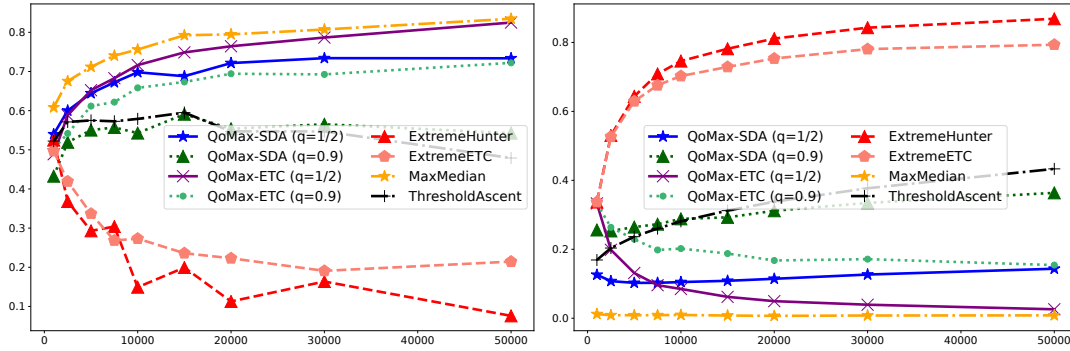 0.8
0.7
0.6
0.5
0.4
0.3
0.2
0.1
0 10000 20000 30000 40000 50000
QoMax-SDA (q=1/2)
QoMax-SDA (q=0.9)
QoMax-ETC (q=1/2)
QoMax-ETC (q=0.9)
ExtremeHunter
ExtremeETC
MaxMedian
ThresholdAscent
0.8
0.6
0.4
0.2
0.0
0 10000 20000 30000 40000 50000
QoMax-SDA (q=1/2)
QoMax-SDA (q=0.9)
QoMax-ETC (q=1/2)
QoMax-ETC (q=0.9)
ExtremeHunter
ExtremeETC
MaxMedian
ThresholdAscent